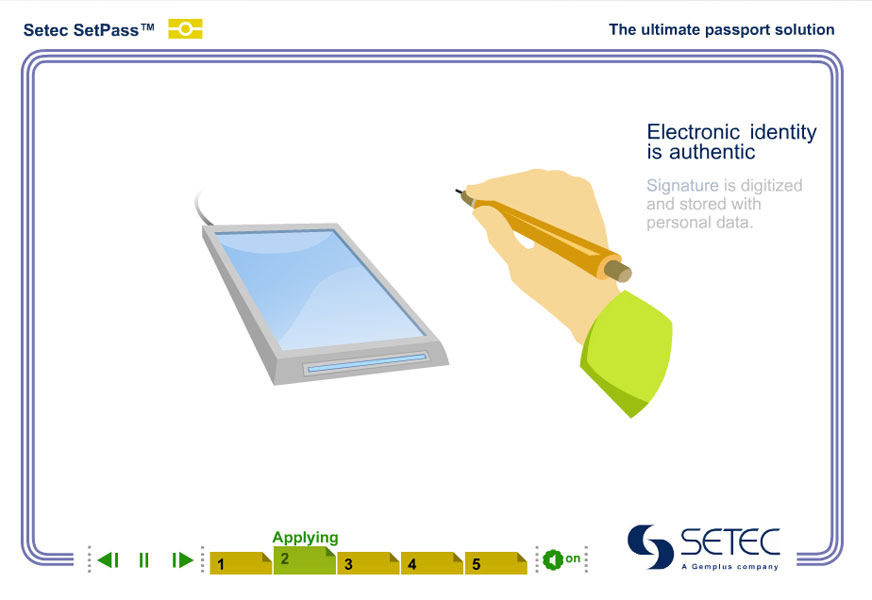 Setec SetPass™
The ultimate passport solution
Electronic identity
is authentic
Signature is digitized
and stored with
personal data.
Applying
1 2 3 4 5
on
SETEC
A Gemplus company